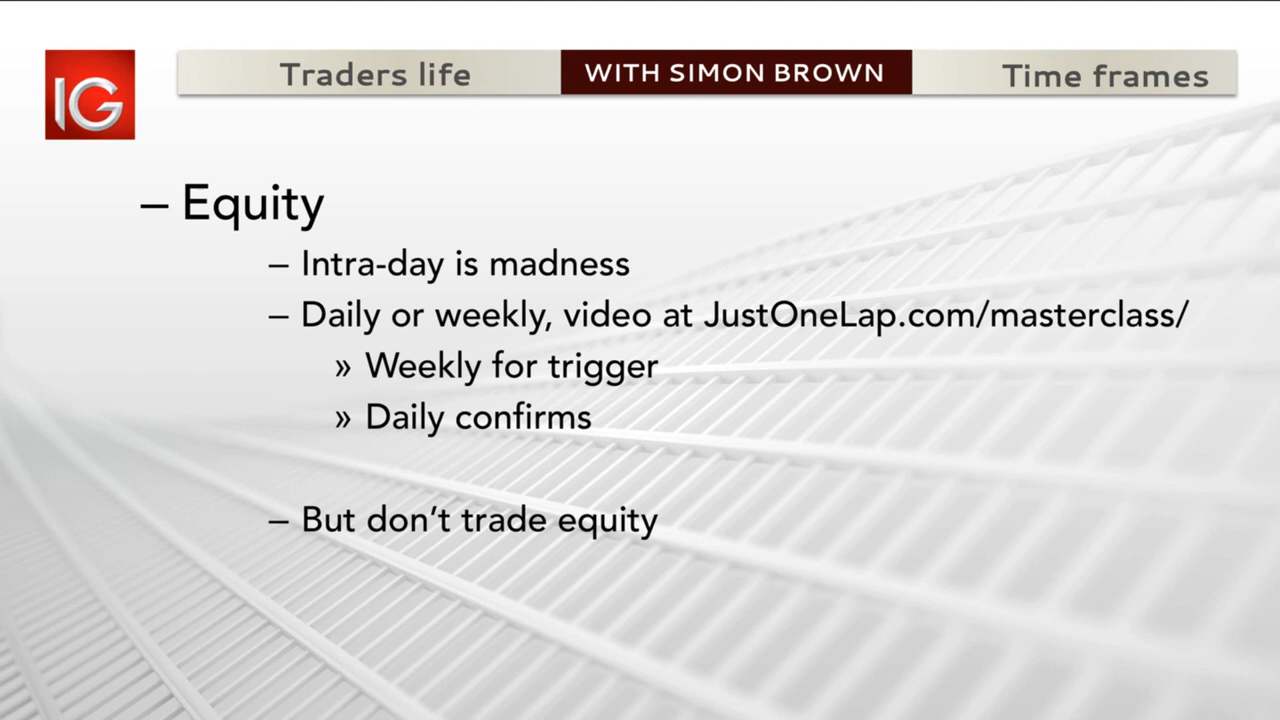 IG
Traders life
WITH SIMON BROWN
Time frames
– Equity
– Intra-day is madness
– Daily or weekly, video at JustOneLap.com/masterclass/
» Weekly for trigger
» Daily confirms
– But don’t trade equity